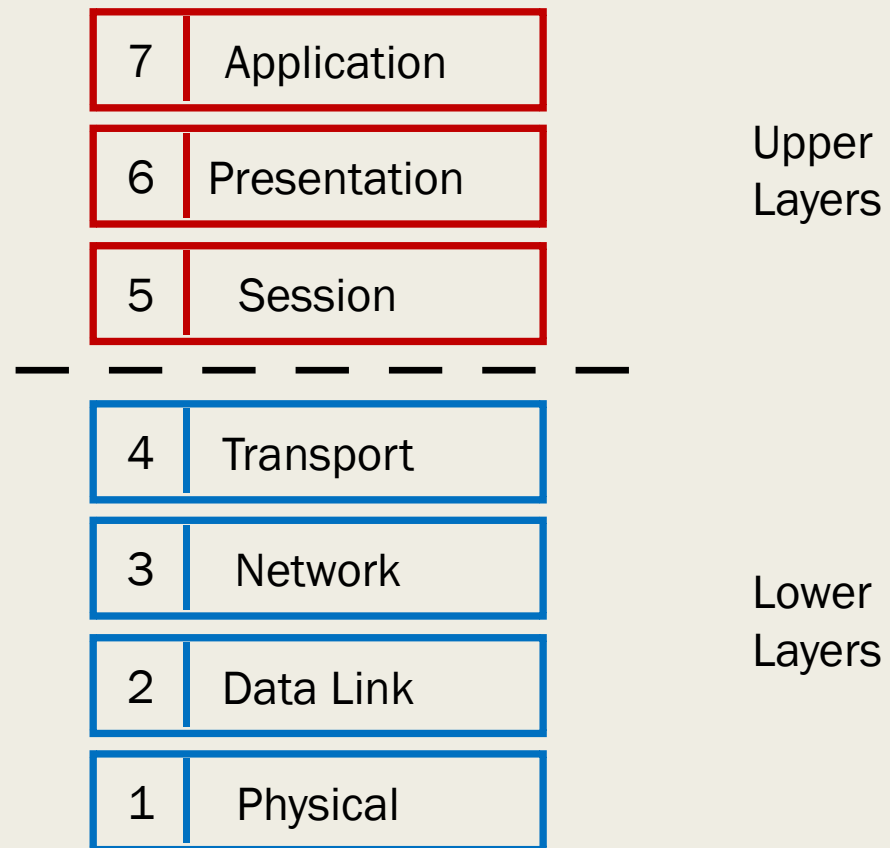 7 Application
6 Presentation
5 Session
Upper
Layers
4 Transport
3 Network
2 Data Link
1 Physical
Lower
Layers